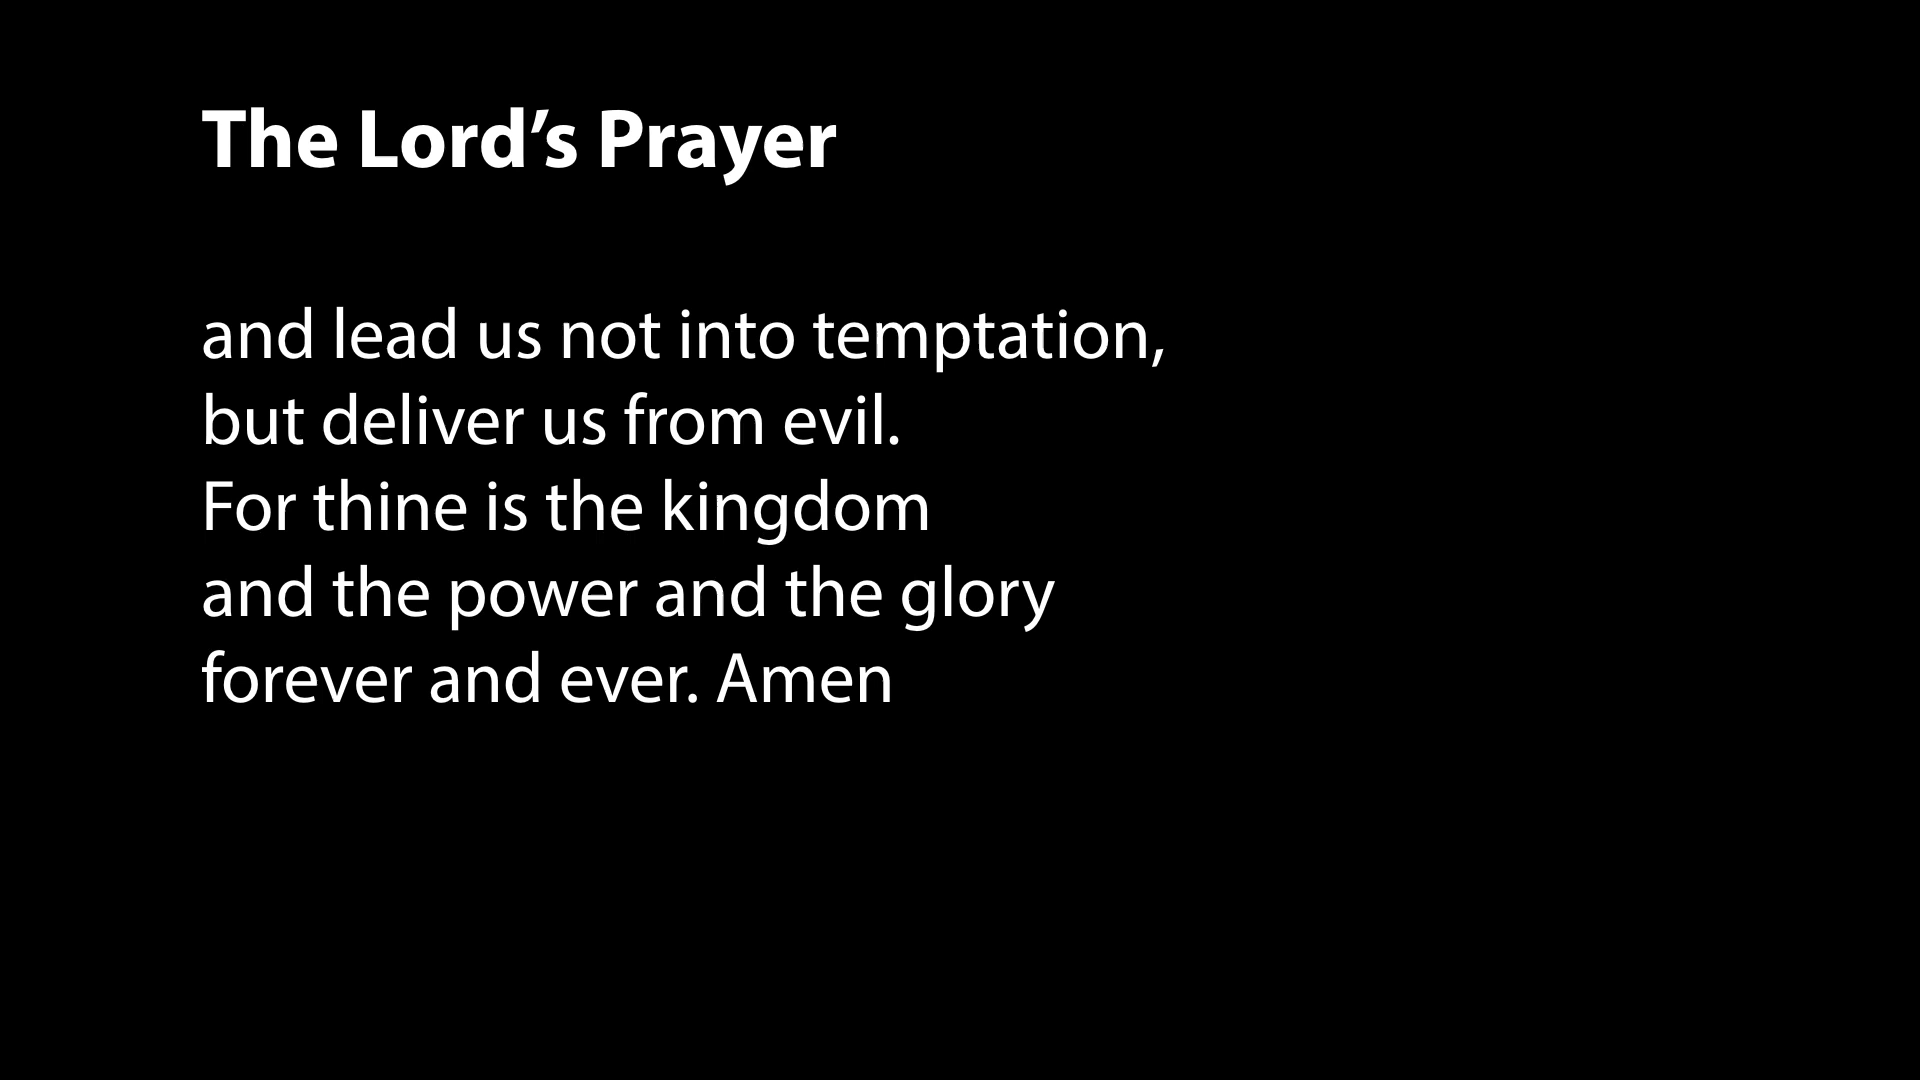 The Lord’s Prayer
and lead us not into temptation,
but deliver us from evil.
For thine is the kingdom
and the power and the glory
forever and ever. Amen